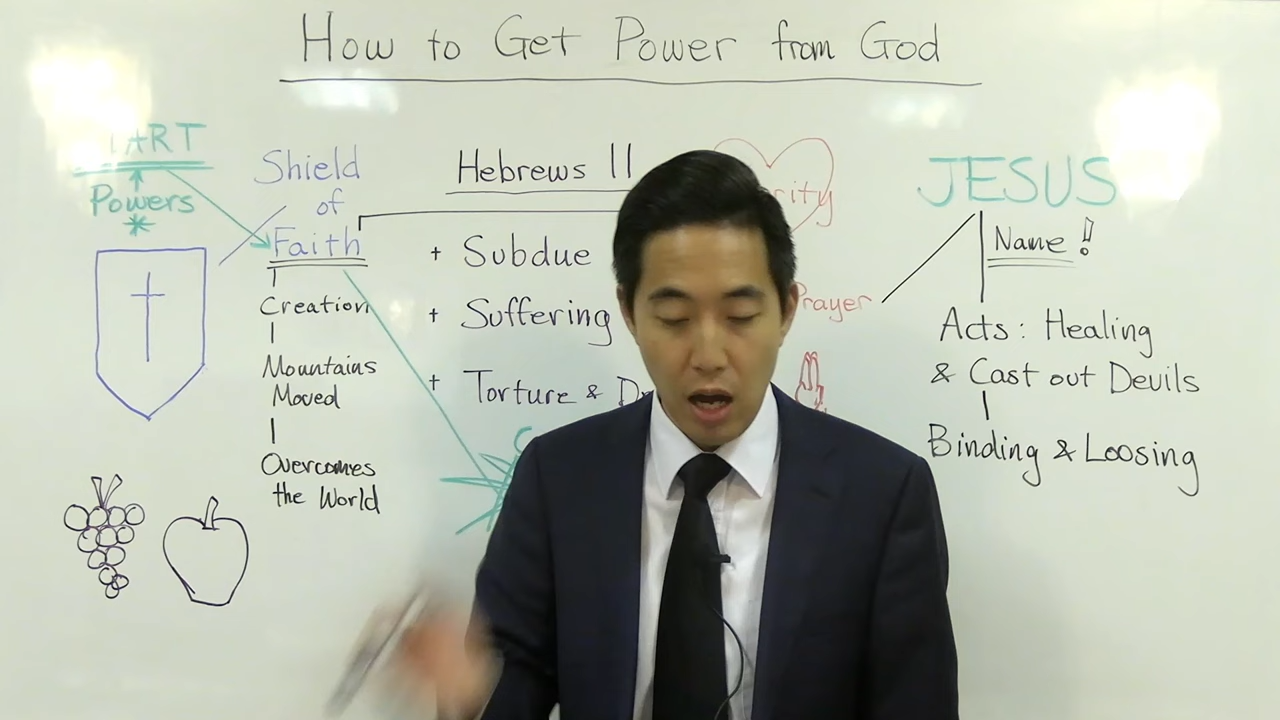 How to Get Power from God
Powers
Shield
of
Faith
Creation
Mountains
Moved
Overcomes
the World
Hebrews 11
+ Subdue
+ Suffering
+ Torture &
Prayer
JESUS
Name!
Acts: Healing
& Cast out Devils
Binding & Loosing